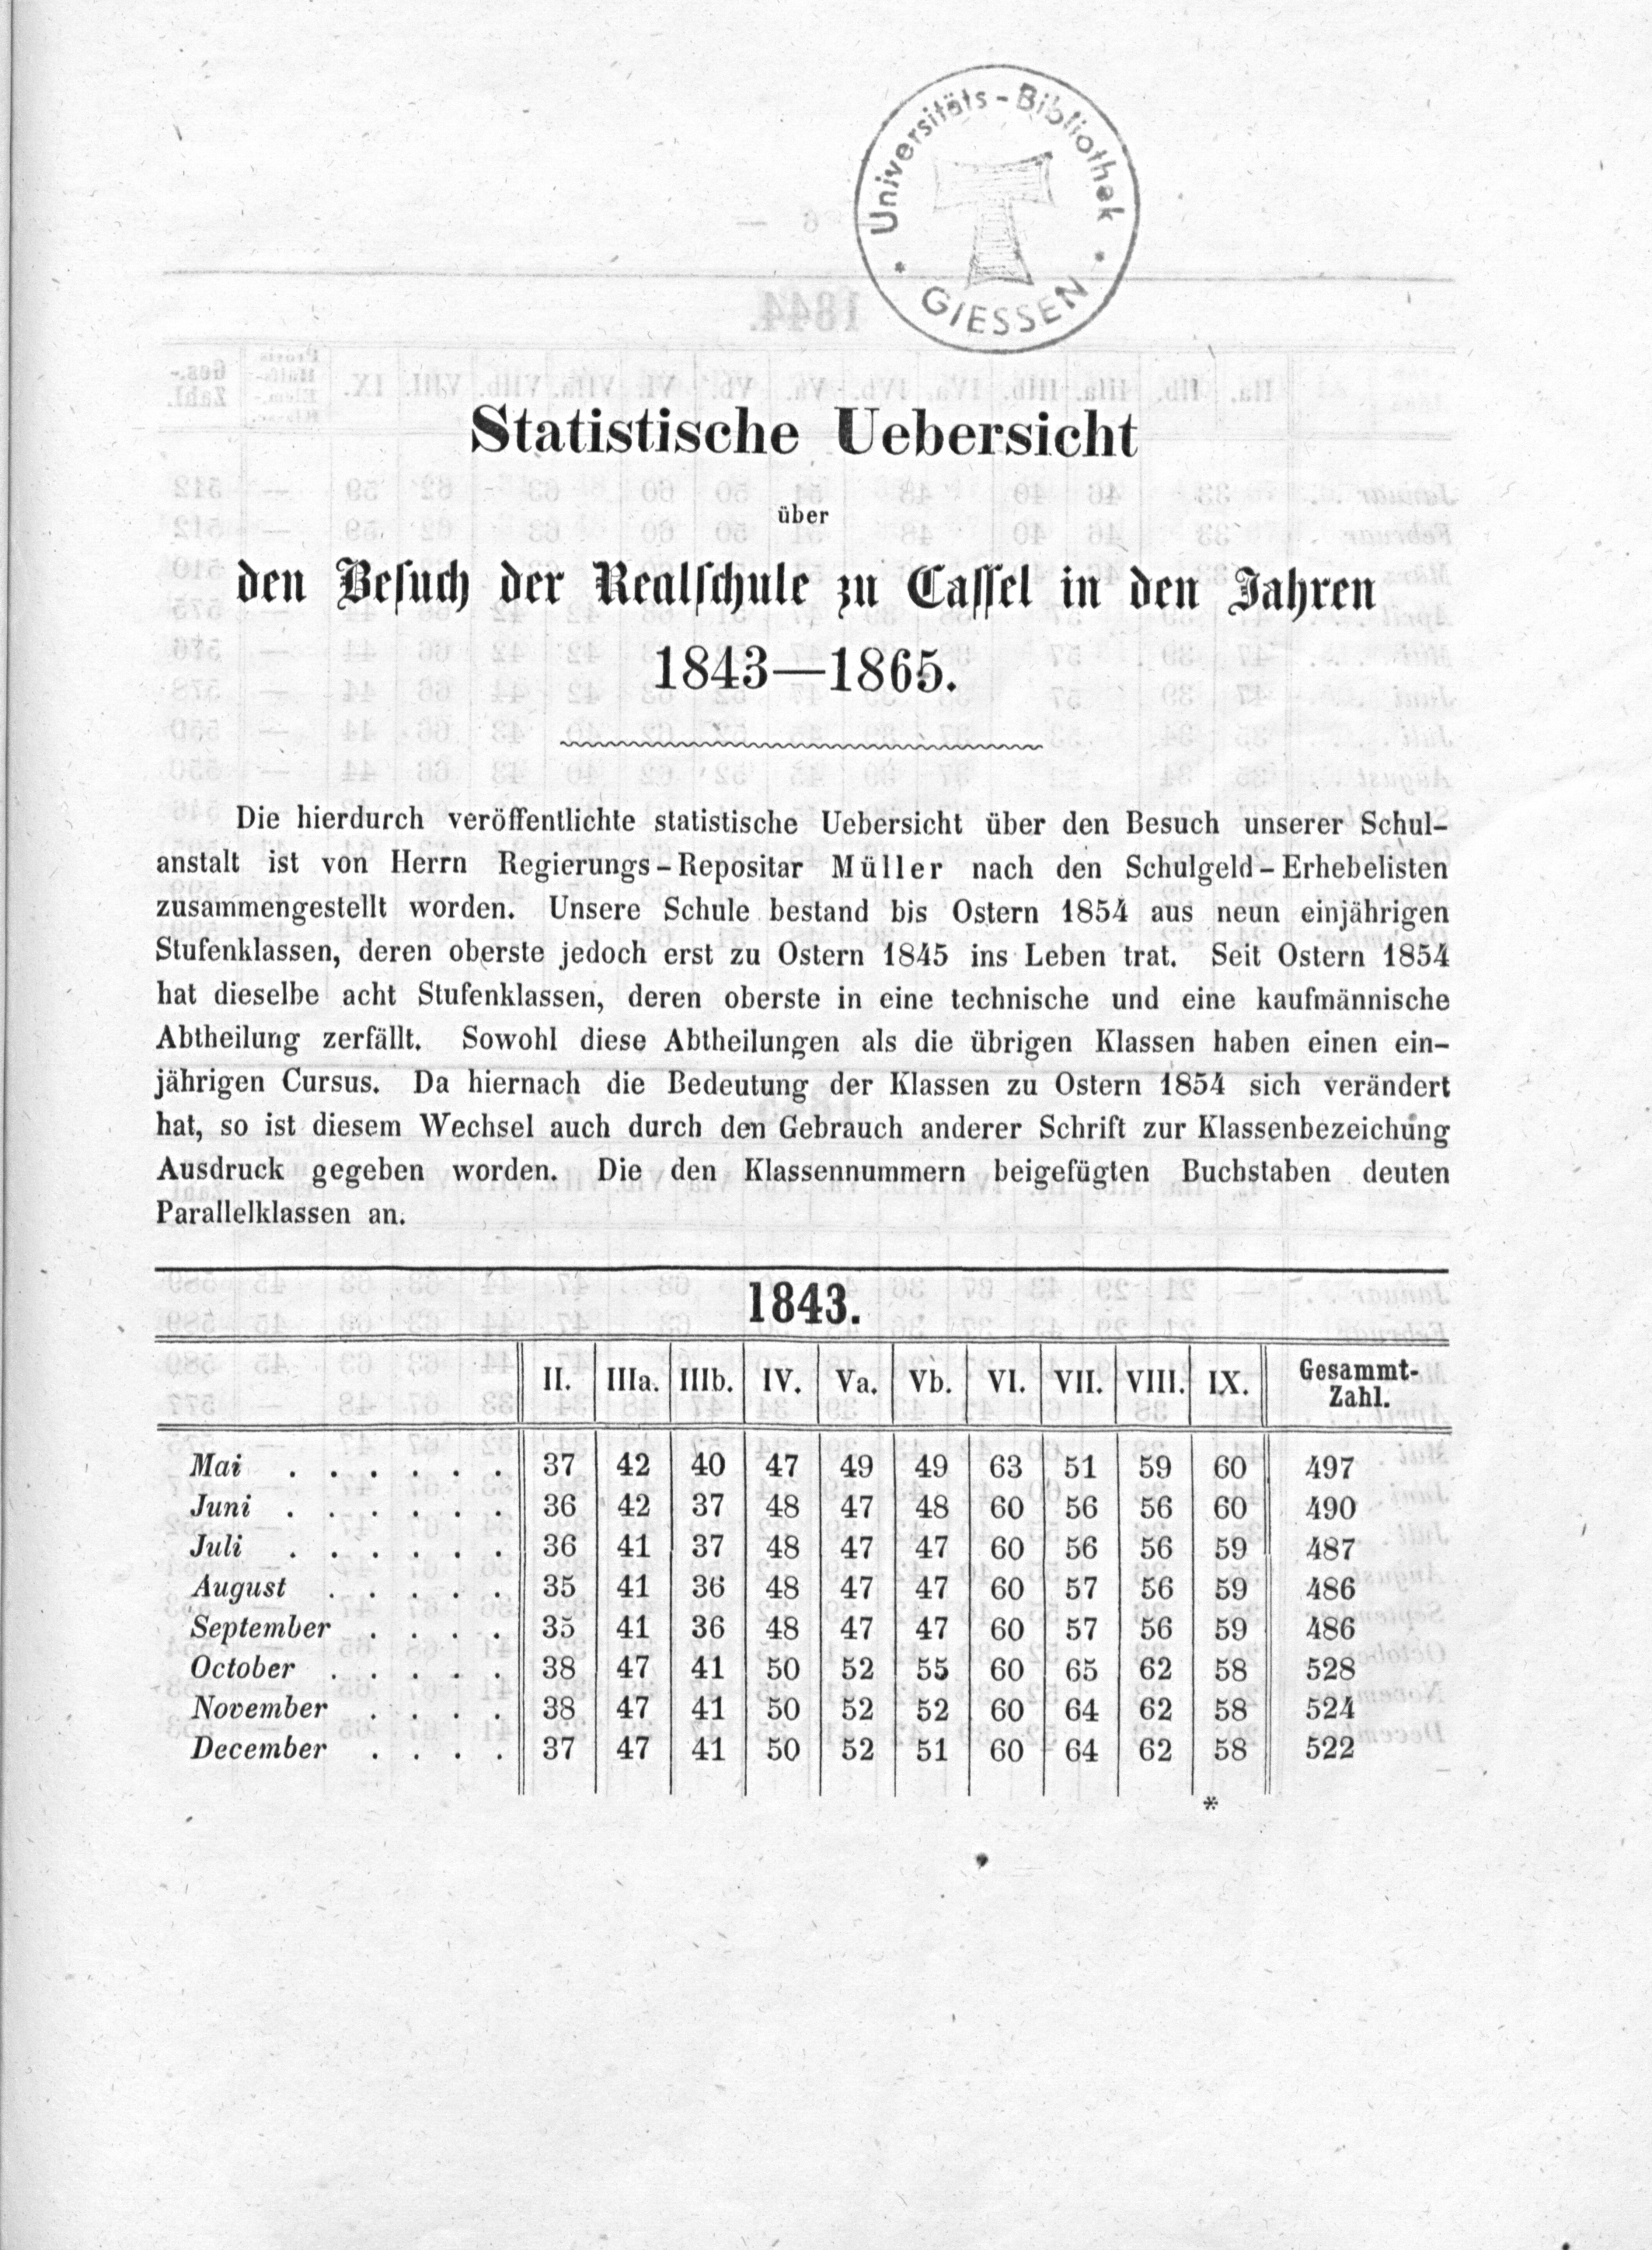 Universitäts-Bibliothek
* GIESSEN *
Statistische Uebersicht
über
den Besuch der Realschule zu Cassel in den Jahren
1843—1865.
Die hierdurch veröffentlichte statistische Uebersicht über den Besuch unserer Schul-
anstalt ist von Herrn Regierungs-Repositar Müller nach den Schulgeld-Erhebelisten
zusammengestellt worden. Unsere Schule bestand bis Ostern 1854 aus neun einjährigen
Stufenklassen, deren oberste jedoch erst zu Ostern 1845 ins Leben trat. Seit Ostern 1854
hat dieselbe acht Stufenklassen, deren oberste in eine technische und eine kaufmännische
Abtheilung zerfällt. Sowohl diese Abtheilungen als die übrigen Klassen haben einen ein-
jährigen Cursus. Da hiernach die Bedeutung der Klassen zu Ostern 1854 sich verändert
hat, so ist diesem Wechsel auch durch den Gebrauch anderer Schrift zur Klassenbezeichung
Ausdruck gegeben worden. Die den Klassennummern beigefügten Buchstaben deuten
Parallelklassen an.
1843.
II. IIIa. IIIb. IV. Va. Vb. VI. VII. VIII. IX. Gesammt-
Zahl.
Mai . . . . . . 37 42 40 47 49 49 63 51 59 60 497
Juni . . . . . . 36 42 37 48 47 48 60 56 56 60 490
Juli . . . . . . 36 41 37 48 47 47 60 56 56 59 487
August . . . . . 35 41 36 48 47 47 60 57 56 59 486
September . . . . 35 41 36 48 47 47 60 57 56 59 486
October . . . . . 38 47 41 50 52 55 60 65 62 58 528
November . . . . 38 47 41 50 52 52 60 64 62 58 524
December . . . . 37 47 41 50 52 51 60 64 62 58 522
*